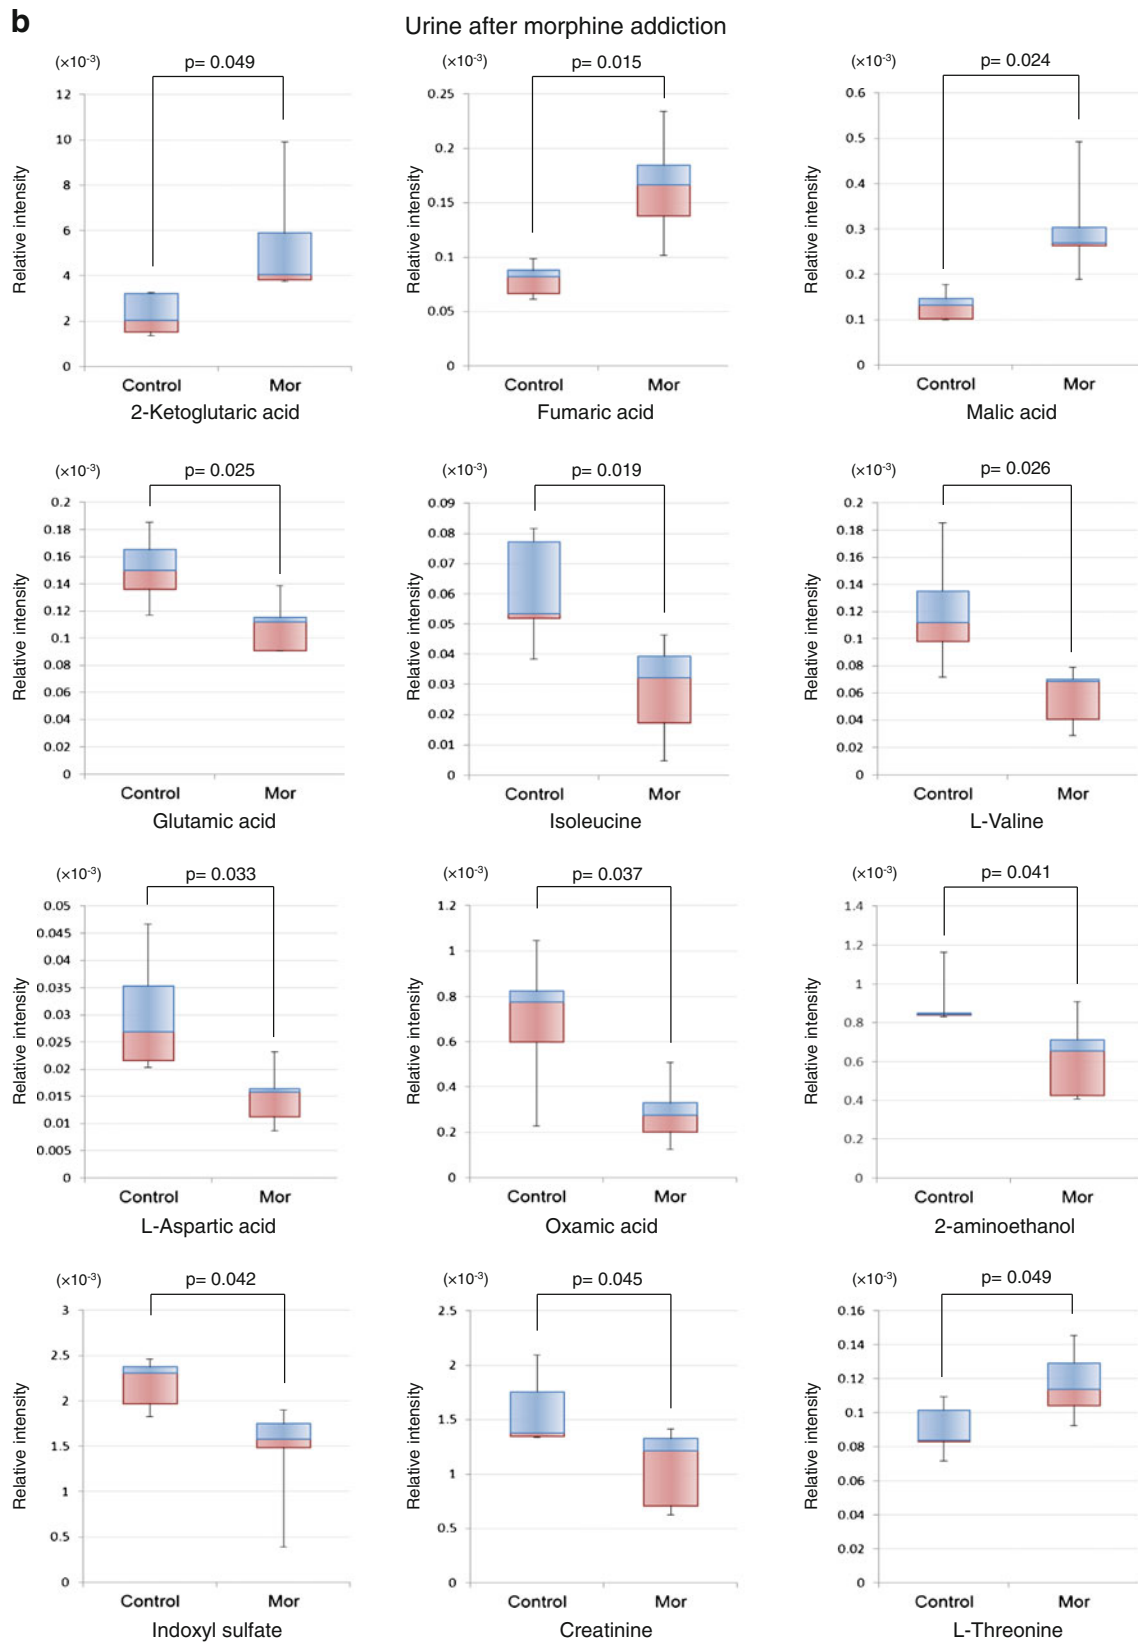 b
Urine after morphine addiction
(×10-3)
p= 0.049
Relative intensity
12
10
8
6
4
2
0
Control Mor
2-Ketoglutaric acid
(×10-3)
p= 0.015
Relative intensity
0.25
0.2
0.15
0.1
0.05
0
Control Mor
Fumaric acid
(×10-3)
p= 0.024
Relative intensity
0.6
0.5
0.4
0.3
0.2
0.1
0
Control Mor
Malic acid
(×10-3)
p= 0.025
Relative intensity
0.2
0.18
0.16
0.14
0.12
0.1
0.08
0.06
0.04
0.02
0
Control Mor
Glutamic acid
(×10-3)
p= 0.019
Relative intensity
0.09
0.08
0.07
0.06
0.05
0.04
0.03
0.02
0.01
0
Control Mor
Isoleucine
(×10-3)
p= 0.026
Relative intensity
0.2
0.18
0.16
0.14
0.12
0.1
0.08
0.06
0.04
0.02
0
Control Mor
L-Valine
(×10-3)
p= 0.033
Relative intensity
0.05
0.045
0.04
0.035
0.03
0.025
0.02
0.015
0.01
0.005
0
Control Mor
L-Aspartic acid
(×10-3)
p= 0.037
Relative intensity
1.2
1
0.8
0.6
0.4
0.2
0
Control Mor
Oxamic acid
(×10-3)
p= 0.041
Relative intensity
1.4
1.2
1
0.8
0.6
0.4
0.2
0
Control Mor
2-aminoethanol
(×10-3)
p= 0.042
Relative intensity
3
2.5
2
1.5
1
0.5
0
Control Mor
Indoxyl sulfate
(×10-3)
p= 0.045
Relative intensity
2.5
2
1.5
1
0.5
0
Control Mor
Creatinine
(×10-3)
p= 0.049
Relative intensity
0.16
0.14
0.12
0.1
0.08
0.06
0.04
0.02
0
Control Mor
L-Threonine